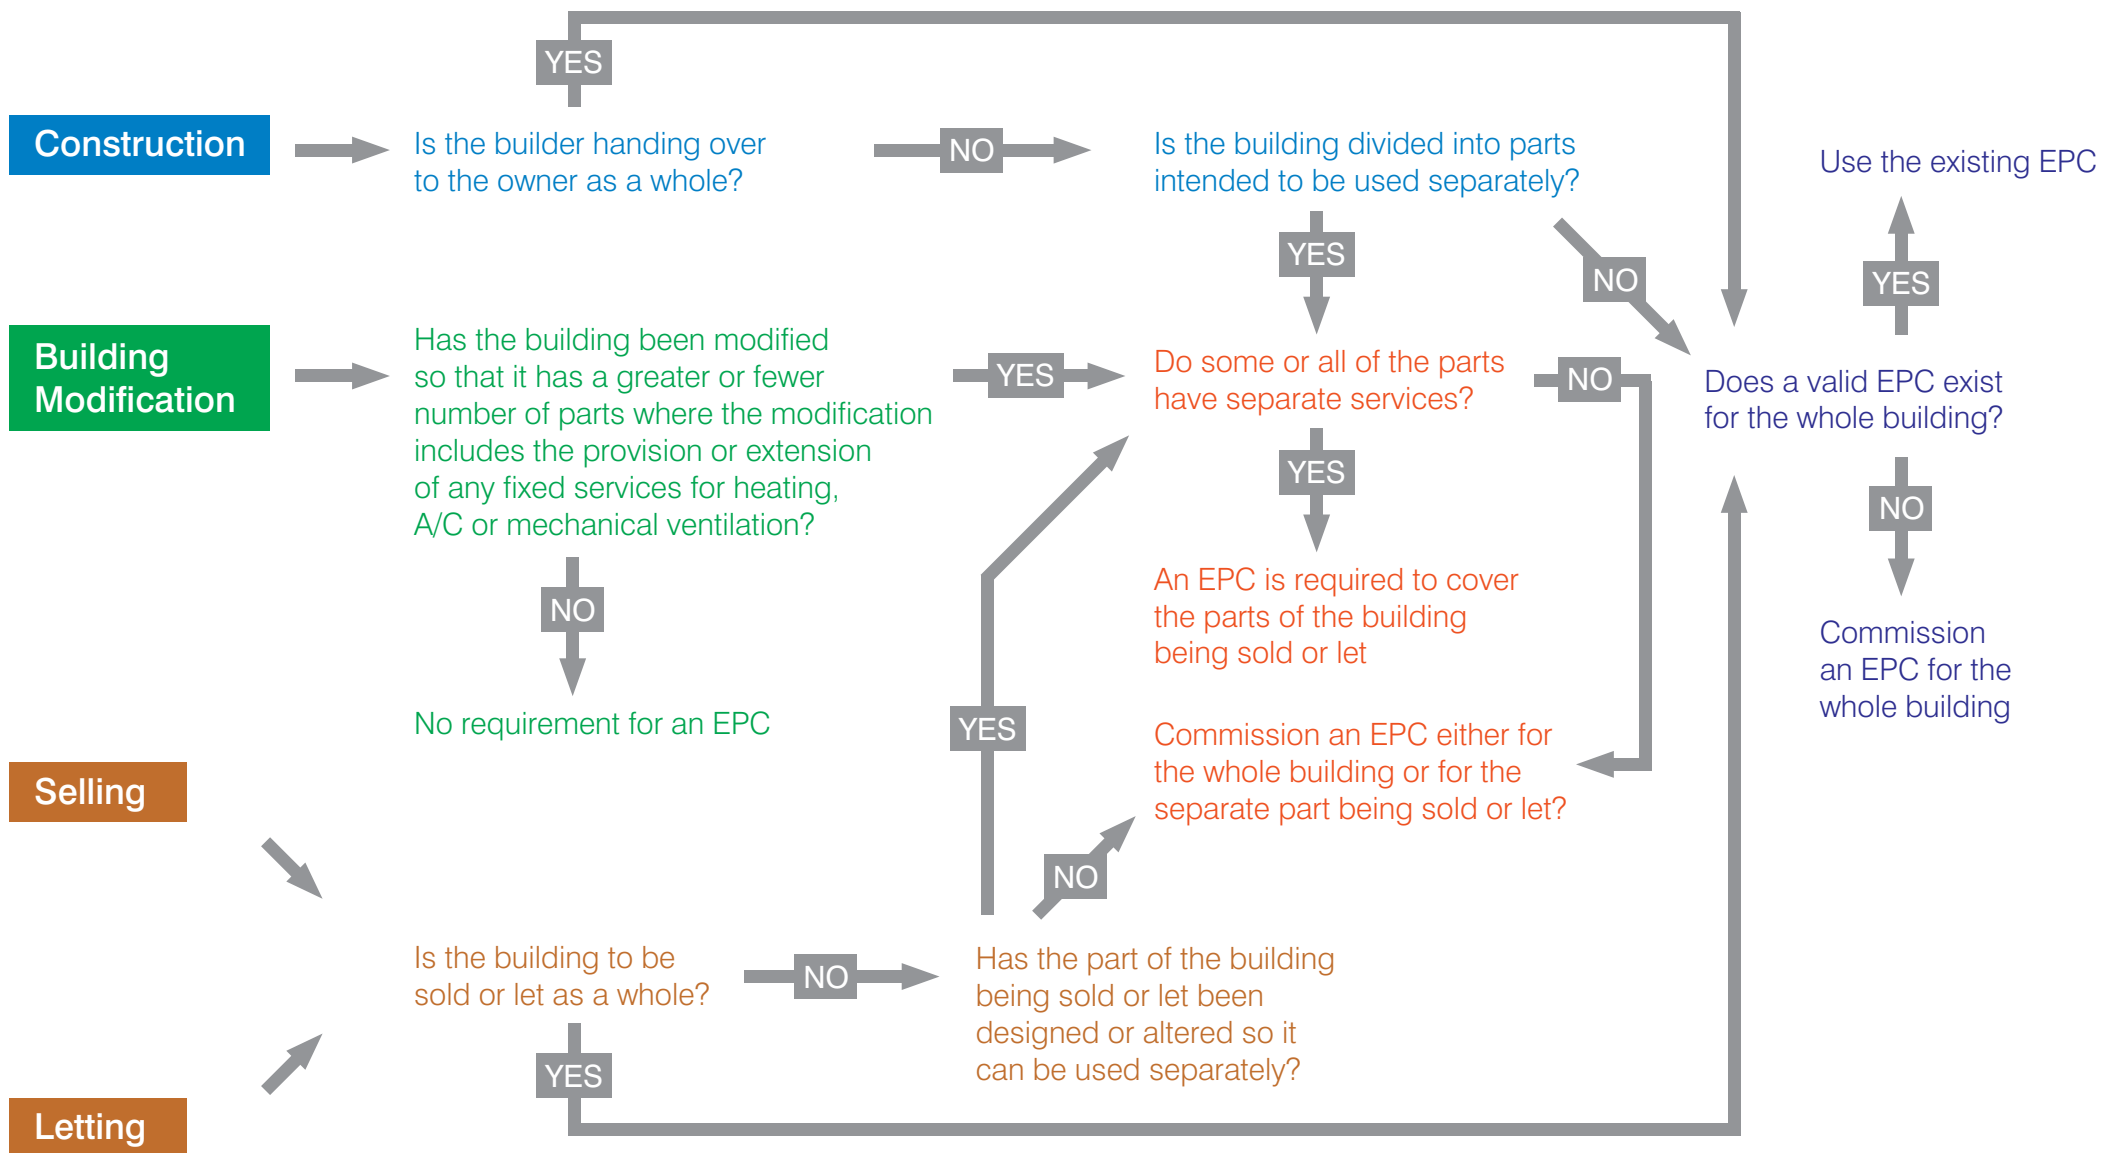 YES
Construction
Is the builder handing over
to the owner as a whole?
NO
Is the building divided into parts
intended to be used separately?
YES
NO
Use the existing EPC
YES
Building
Modification
Has the building been modified
so that it has a greater or fewer
number of parts where the modification
includes the provision or extension
of any fixed services for heating,
A/C or mechanical ventilation?
YES
Do some or all of the parts
have separate services?
NO
Does a valid EPC exist
for the whole building?
YES
NO
NO
An EPC is required to cover
the parts of the building
being sold or let
Commission
an EPC for the
whole building
No requirement for an EPC
YES
Commission an EPC either for
the whole building or for the
separate part being sold or let?
Selling
NO
Is the building to be
sold or let as a whole?
NO
Has the part of the building
being sold or let been
designed or altered so it
can be used separately?
YES
Letting